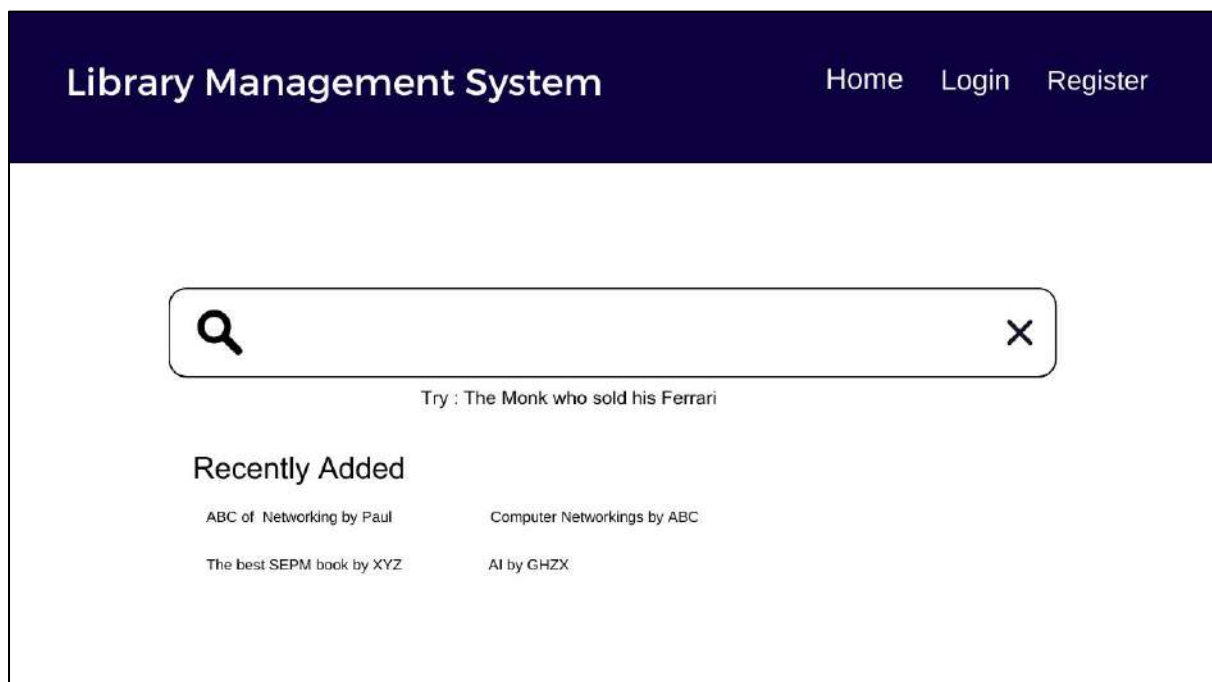 Library Management System Home Login Register
Try : The Monk who sold his Ferrari
Recently Added
ABC of Networking by Paul Computer Networkings by ABC
The best SEPM book by XYZ AI by GHZX